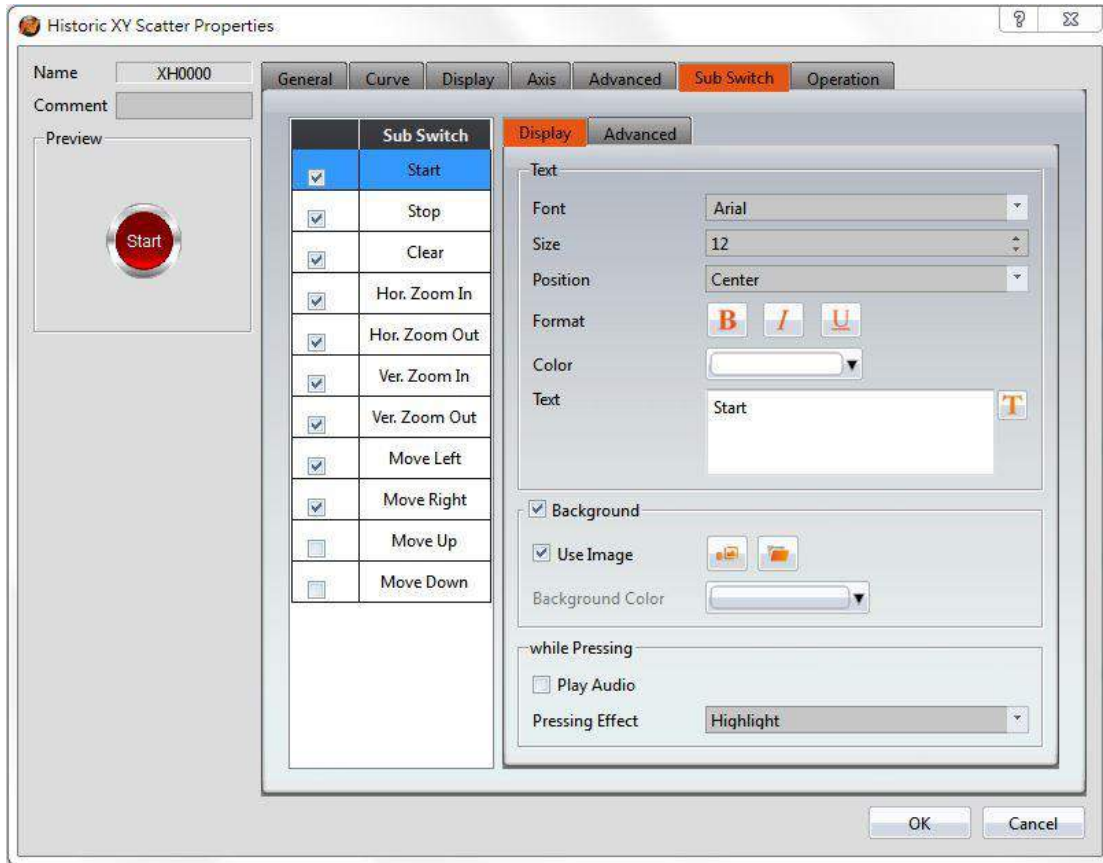 Historic XY Scatter Properties
Name XH0000
Comment
Preview
Start
General Curve Display Axis Advanced Sub Switch Operation
Sub Switch
Start
Stop
Clear
Hor. Zoom In
Hor. Zoom Out
Ver. Zoom In
Ver. Zoom Out
Move Left
Move Right
Move Up
Move Down
Display Advanced
Text
Font Arial
Size 12
Position Center
Format B I U
Color
Text Start T
Background
Use Image
Background Color
while Pressing
Play Audio
Pressing Effect Highlight
OK Cancel